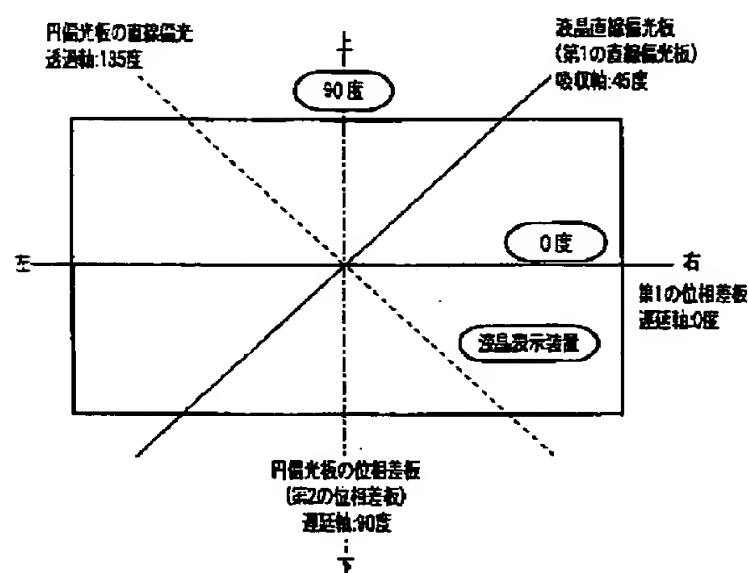 円偏光板の直線偏光
透過軸:135度
上
90度
液晶直線偏光板
(第1の直線偏光板)
吸収軸:45度
0度
左
右
第1の位相差板
遅延軸:0度
液晶表示装置
円偏光板の位相差板
(第2の位相差板)
遅延軸:90度
下